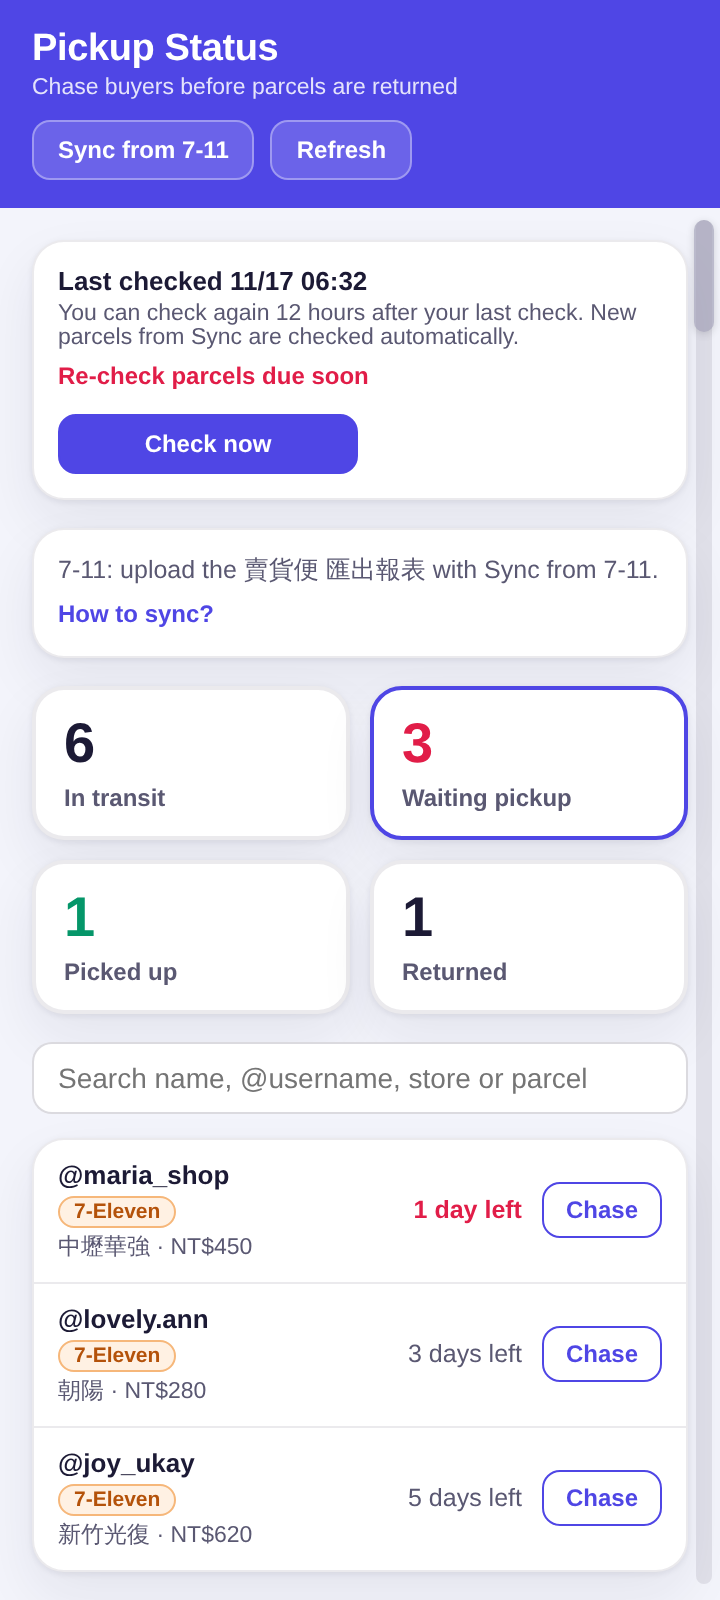 Pickup Status
Chase buyers before parcels are returned
Sync from 7-11
Refresh
Last checked 11/17 06:32
You can check again 12 hours after your last check. New
parcels from Sync are checked automatically.
Re-check parcels due soon
Check now
7-11: upload the 賣貨便 匯出報表 with Sync from 7-11.
How to sync?
6
In transit
3
Waiting pickup
1
Picked up
1
Returned
Search name, @username, store or parcel
@maria_shop
7-Eleven
中壢華強 · NT$450
1 day left
Chase
@lovely.ann
7-Eleven
朝陽 · NT$280
3 days left
Chase
@joy_ukay
7-Eleven
新竹光復 · NT$620
5 days left
Chase